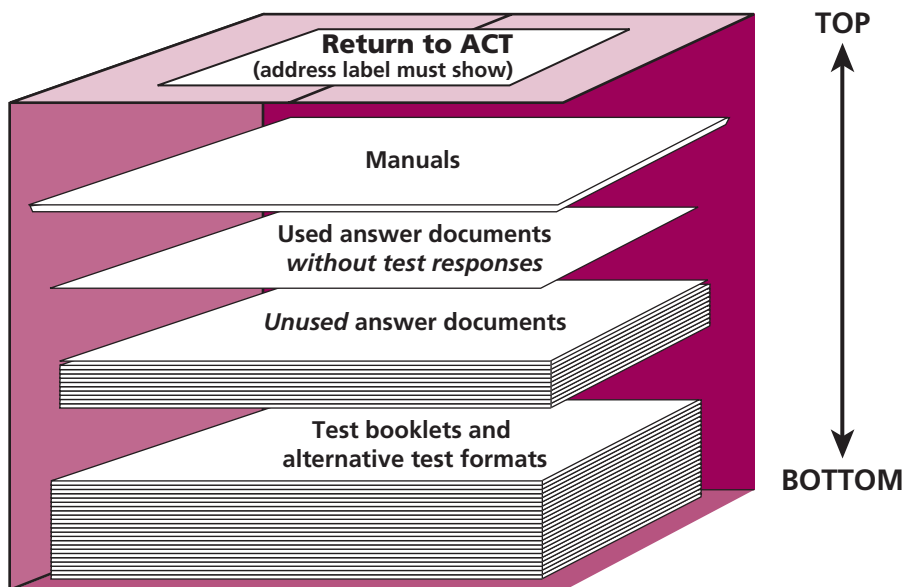 Return to ACT
(address label must show)
TOP
Manuals
Used answer documents
without test responses
Unused answer documents
Test booklets and
alternative test formats
BOTTOM